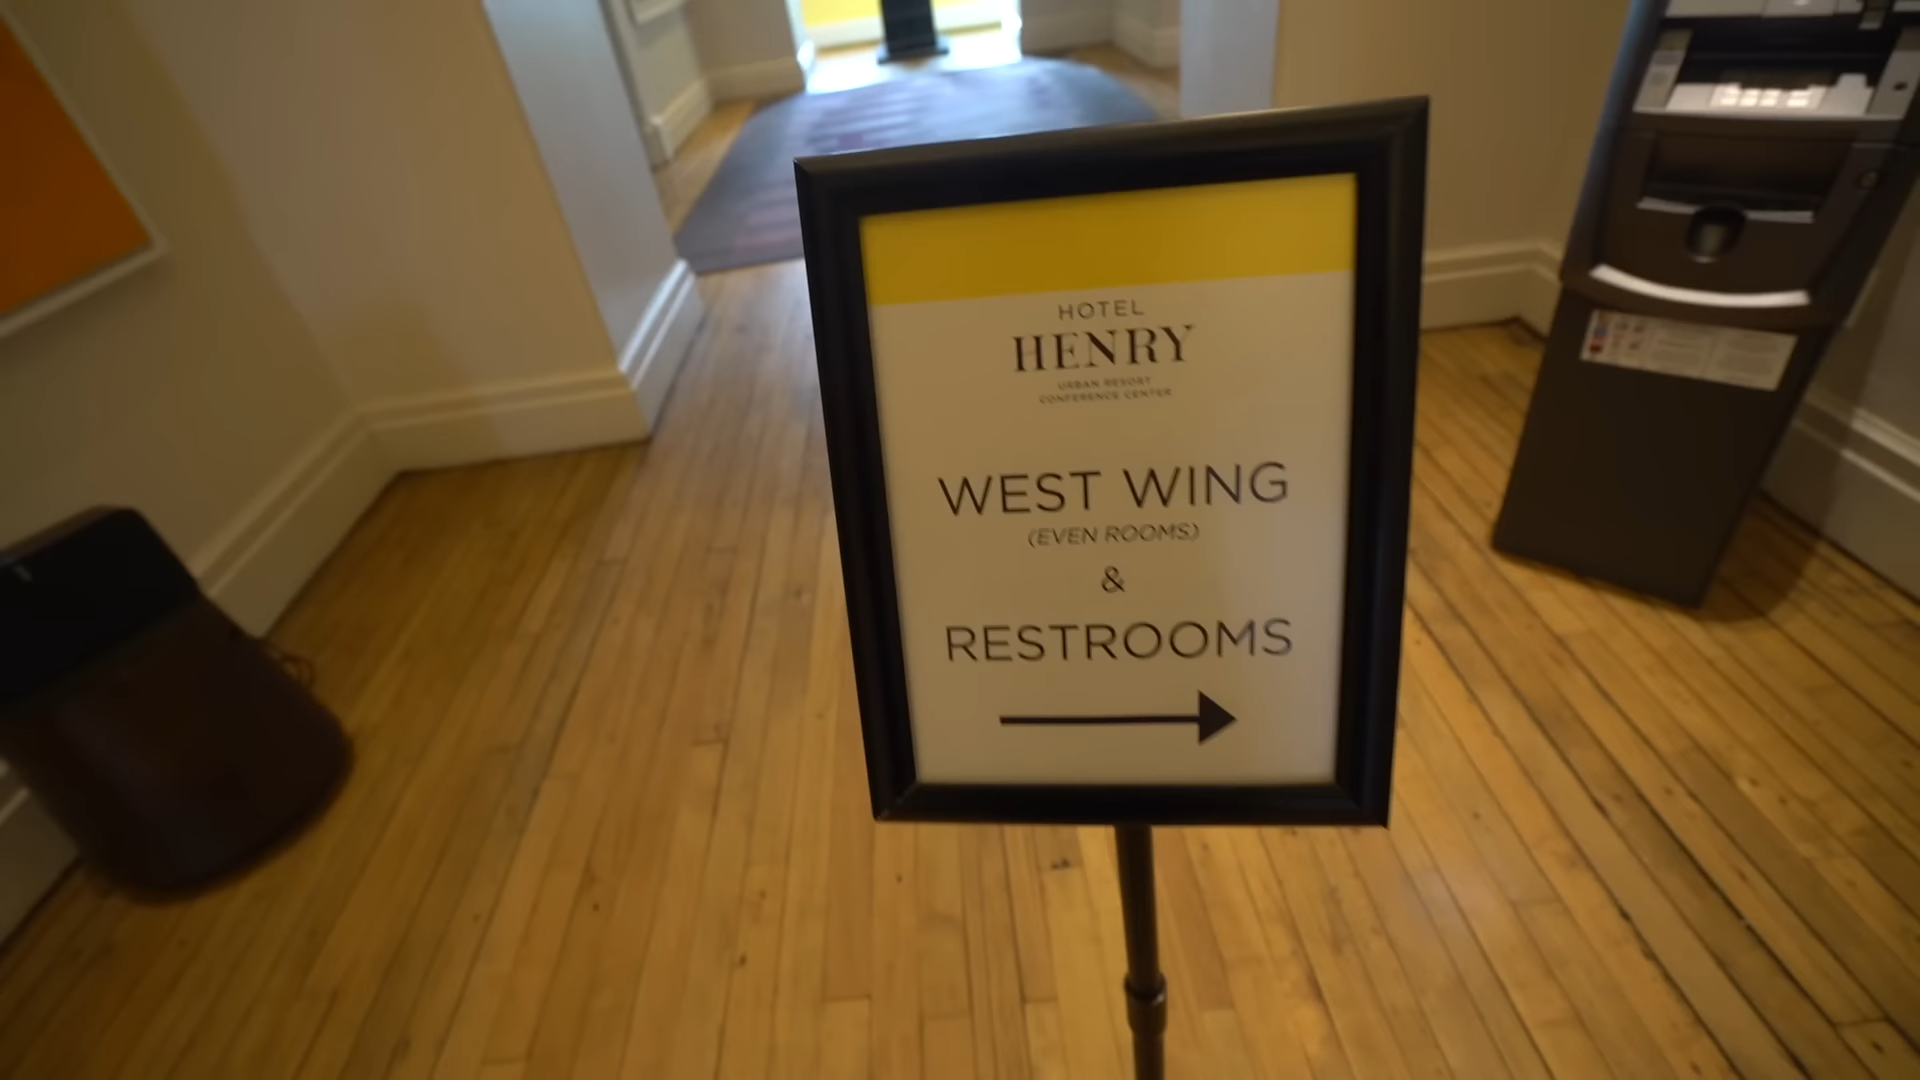 HOTEL
HENRY
URBAN RESORT
CONFERENCE CENTER
WEST WING
(EVEN ROOMS)
&
RESTROOMS